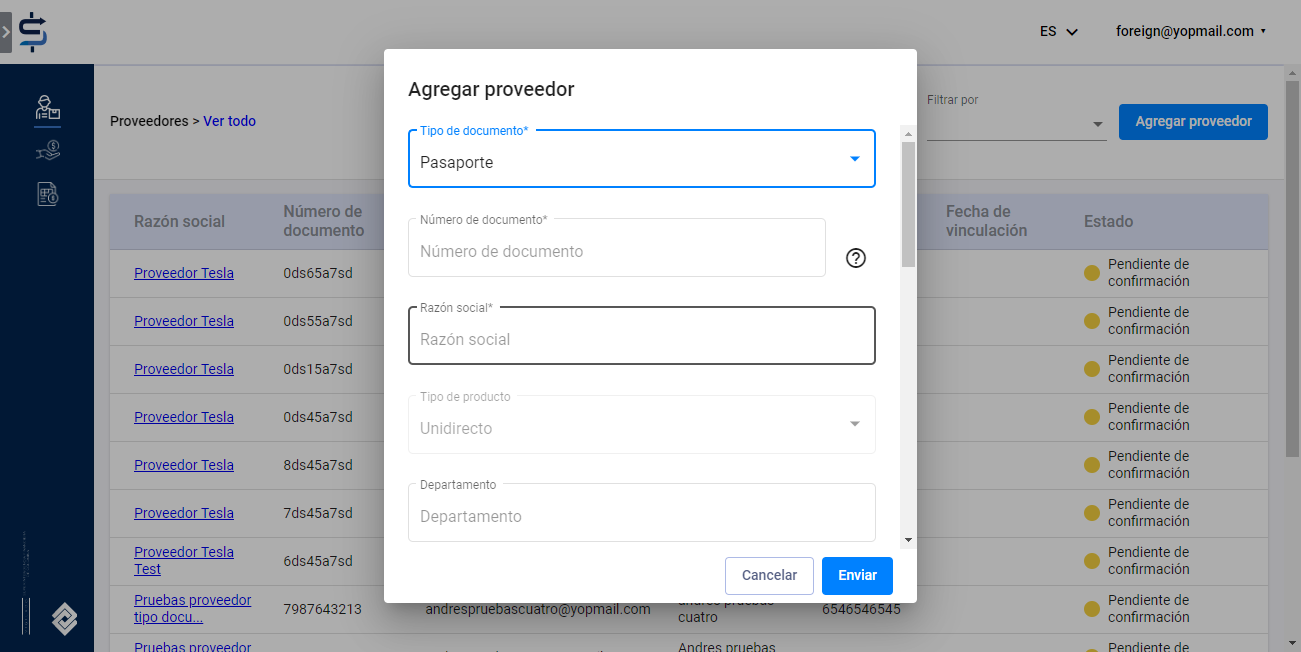 ES
foreign@yopmail.com
Proveedores > Ver todo
Filtrar por
Agregar proveedor
Agregar proveedor
Tipo de documento*
Pasaporte
Número de documento*
Número de documento
Razón social*
Razón social
Tipo de producto
Unidirecto
Departamento
Departamento
Cancelar
Enviar
Razón social
Número de
documento
Fecha de
vinculación
Estado
Proveedor Tesla
0ds65a7sd
Pendiente de
confirmación
Proveedor Tesla
0ds55a7sd
Pendiente de
confirmación
Proveedor Tesla
0ds15a7sd
Pendiente de
confirmación
Proveedor Tesla
0ds45a7sd
Pendiente de
confirmación
Proveedor Tesla
8ds45a7sd
Pendiente de
confirmación
Proveedor Tesla
7ds45a7sd
Pendiente de
confirmación
Proveedor Tesla
Test
6ds45a7sd
Pendiente de
confirmación
Pruebas proveedor
tipo docu...
7987643213
andrespruebascuatro@yopmail.com
andres pruebas
cuatro
6546546545
Pendiente de
confirmación
Pruebas proveedor
Andres pruebas
Pendiente de